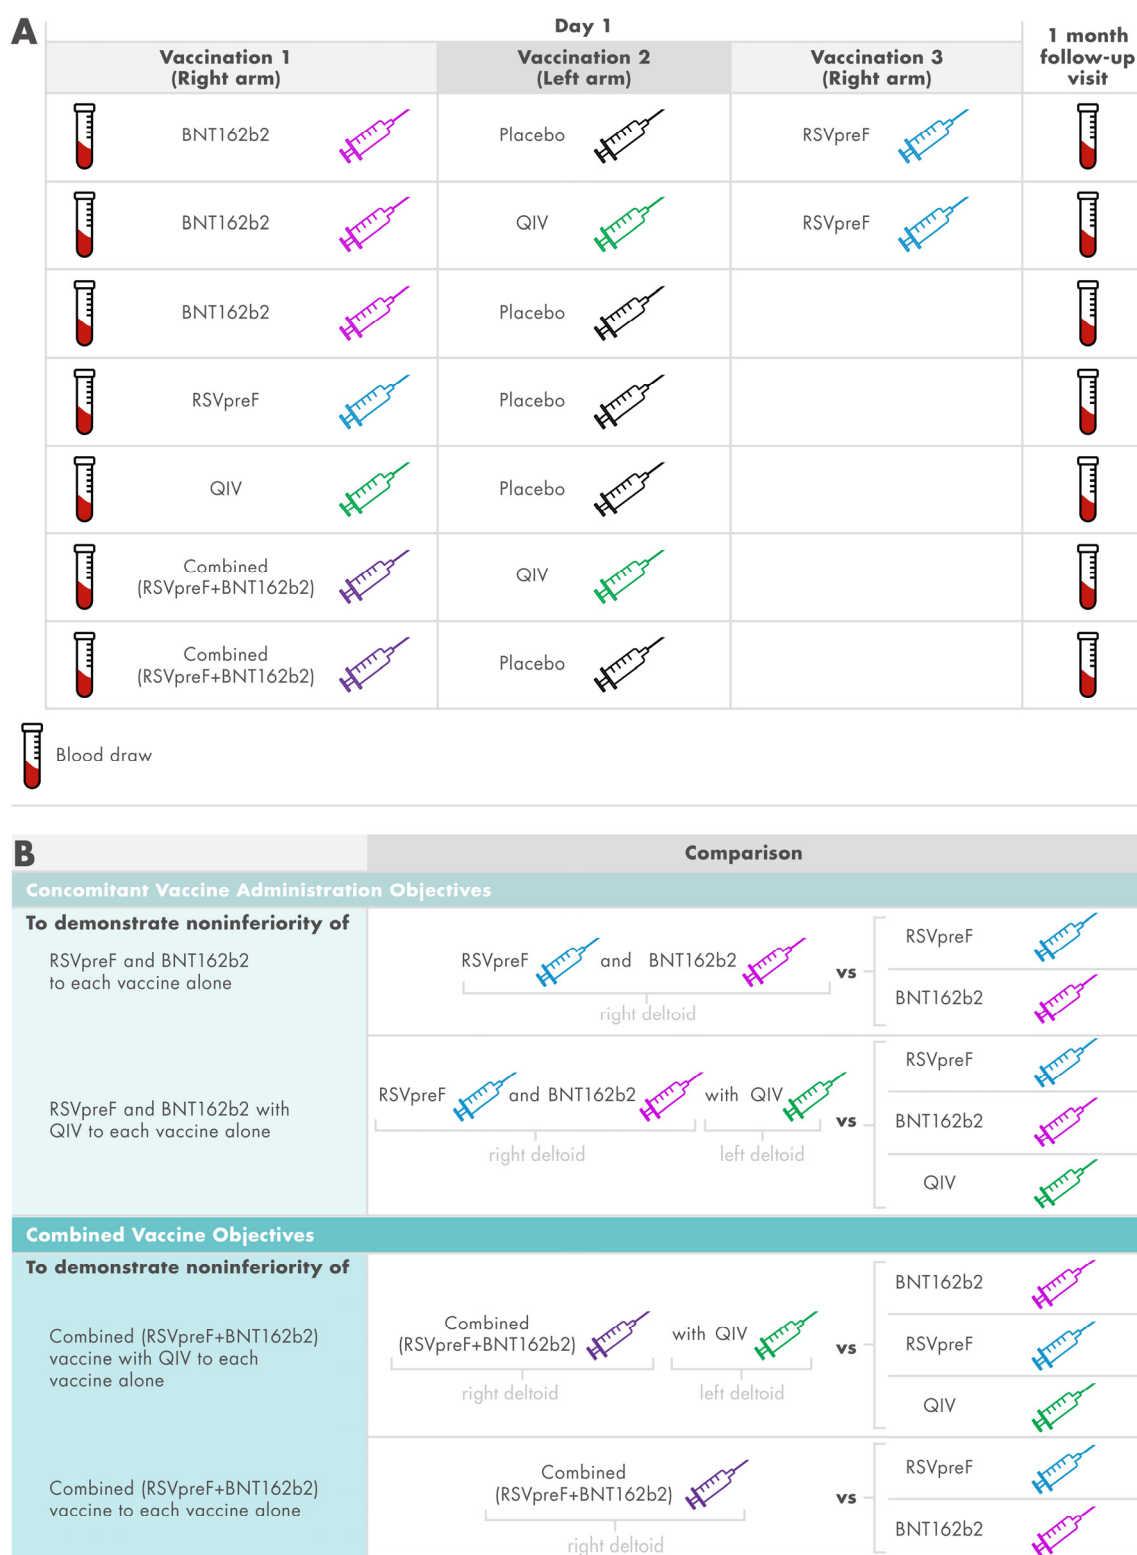 A
Day 1
Vaccination 1
(Right arm)
Vaccination 2
(Left arm)
Vaccination 3
(Right arm)
1 month
follow-up
visit
BNT162b2
Placebo
RSVpreF
BNT162b2
QIV
RSVpreF
BNT162b2
Placebo
RSVpreF
Placebo
QIV
Placebo
Combined
(RSVpreF+BNT162b2)
QIV
Combined
(RSVpreF+BNT162b2)
Placebo
Blood draw
B
Comparison
Concomitant Vaccine Administration Objectives
To demonstrate noninferiority of
RSVpreF and BNT162b2
to each vaccine alone
RSVpreF and BNT162b2
right deltoid
vs
RSVpreF
BNT162b2
RSVpreF and BNT162b2 with
QIV to each vaccine alone
RSVpreF and BNT162b2 with QIV
right deltoid
left deltoid
vs
RSVpreF
BNT162b2
QIV
Combined Vaccine Objectives
To demonstrate noninferiority of
Combined (RSVpreF+BNT162b2)
vaccine with QIV to each
vaccine alone
Combined
(RSVpreF+BNT162b2)
with QIV
right deltoid
left deltoid
vs
BNT162b2
RSVpreF
QIV
Combined (RSVpreF+BNT162b2)
vaccine to each vaccine alone
Combined
(RSVpreF+BNT162b2)
right deltoid
vs
RSVpreF
BNT162b2